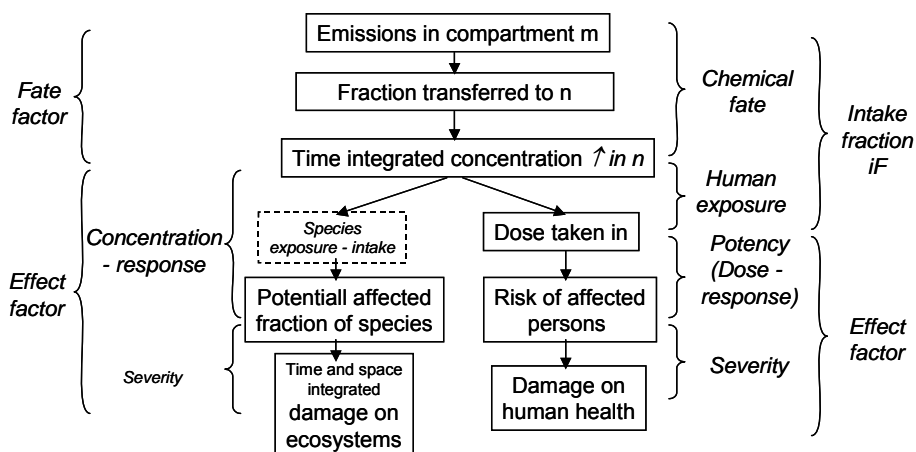 Emissions in compartment m
Fraction transferred to n
Time integrated concentration ↑ in n
Fate
factor
Chemical
fate
Intake
fraction
iF
Human
exposure
Species
exposure - intake
Dose taken in
Concentration
- response
Potency
(Dose -
response)
Effect
factor
Potentiall affected
fraction of species
Risk of affected
persons
Effect
factor
Severity
Time and space
integrated
damage on
ecosystems
Damage on
human health
Severity